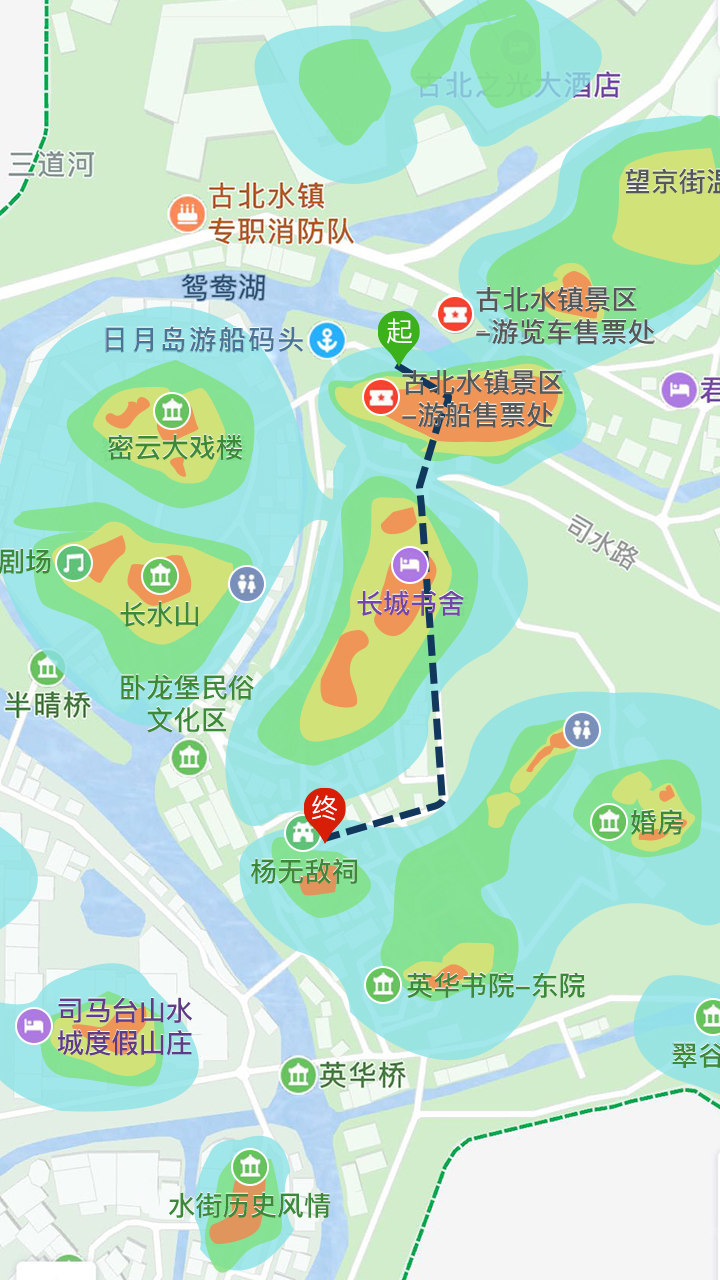 古北之光大酒店
三道河
望京街温
古北水镇
专职消防队
鸳鸯湖
古北水镇景区
-游览车售票处
起
日月岛游船码头
古北水镇景区
-游船售票处
君
密云大戏楼
司水路
剧场
长水山
长城书舍
半晴桥
卧龙堡民俗
文化区
终
婚房
杨无敌祠
英华书院-东院
司马台山水
城度假山庄
翠谷
英华桥
水街历史风情